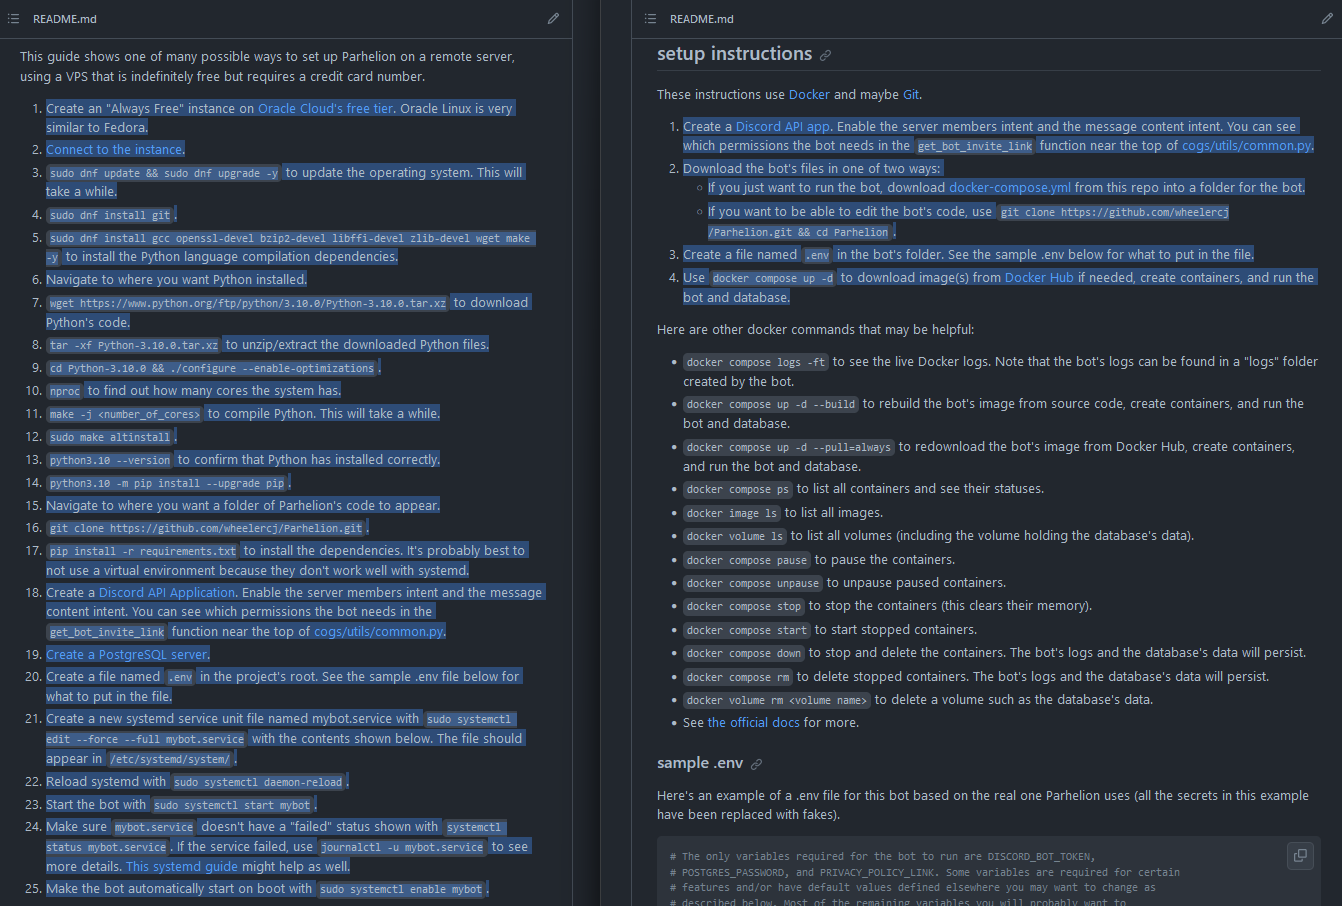 README.md
This guide shows one of many possible ways to set up Parhelion on a remote server,
using a VPS that is indefinitely free but requires a credit card number.
1. Create an "Always Free" instance on Oracle Cloud's free tier. Oracle Linux is very
similar to Fedora.
2. Connect to the instance.
3. sudo dnf update && sudo dnf upgrade -y to update the operating system. This will
take a while.
4. sudo dnf install git.
5. sudo dnf install gcc openssl-devel bzip2-devel libffi-devel zlib-devel wget make
-y to install the Python language compilation dependencies.
6. Navigate to where you want Python installed.
7. wget https://www.python.org/ftp/python/3.10.0/Python-3.10.0.tar.xz to download
Python's code.
8. tar -xf Python-3.10.0.tar.xz to unzip/extract the downloaded Python files.
9. cd Python-3.10.0 && ./configure --enable-optimizations.
10. nproc to find out how many cores the system has.
11. make -j <number_of_cores> to compile Python. This will take a while.
12. sudo make altinstall.
13. python3.10 --version to confirm that Python has installed correctly.
14. python3.10 -m pip install --upgrade pip.
15. Navigate to where you want a folder of Parhelion's code to appear.
16. git clone https://github.com/wheelercj/Parhelion.git.
17. pip install -r requirements.txt to install the dependencies. It's probably best to
not use a virtual environment because they don't work well with systemd.
18. Create a Discord API Application. Enable the server members intent and the message
content intent. You can see which permissions the bot needs in the
get_bot_invite_link function near the top of cogs/utils/common.py.
19. Create a PostgreSQL server.
20. Create a file named .env in the project's root. See the sample .env file below for
what to put in the file.
21. Create a new systemd service unit file named mybot.service with sudo systemctl
edit --force --full mybot.service with the contents shown below. The file should
appear in /etc/systemd/system/.
22. Reload systemd with sudo systemctl daemon-reload.
23. Start the bot with sudo systemctl start mybot.
24. Make sure mybot.service doesn't have a "failed" status shown with systemctl
status mybot.service. If the service failed, use journalctl -u mybot.service to see
more details. This systemd guide might help as well.
25. Make the bot automatically start on boot with sudo systemctl enable mybot.
README.md
setup instructions
These instructions use Docker and maybe Git.
1. Create a Discord API app. Enable the server members intent and the message content intent. You can see
which permissions the bot needs in the get_bot_invite_link function near the top of cogs/utils/common.py.
2. Download the bot's files in one of two ways:
◦ If you just want to run the bot, download docker-compose.yml from this repo into a folder for the bot.
◦ If you want to be able to edit the bot's code, use git clone https://github.com/wheelercj
/Parhelion.git && cd Parhelion.
3. Create a file named .env in the bot's folder. See the sample .env below for what to put in the file.
4. Use docker compose up -d to download image(s) from Docker Hub if needed, create containers, and run the
bot and database.
Here are other docker commands that may be helpful:
• docker compose logs -ft to see the live Docker logs. Note that the bot's logs can be found in a "logs" folder
created by the bot.
• docker compose up -d --build to rebuild the bot's image from source code, create containers, and run the
bot and database.
• docker compose up -d --pull=always to redownload the bot's image from Docker Hub, create containers,
and run the bot and database.
• docker compose ps to list all containers and see their statuses.
• docker image ls to list all images.
• docker volume ls to list all volumes (including the volume holding the database's data).
• docker compose pause to pause the containers.
• docker compose unpause to unpause paused containers.
• docker compose stop to stop the containers (this clears their memory).
• docker compose start to start stopped containers.
• docker compose down to stop and delete the containers. The bot's logs and the database's data will persist.
• docker compose rm to delete stopped containers. The bot's logs and the database's data will persist.
• docker volume rm <volume name> to delete a volume such as the database's data.
• See the official docs for more.
sample .env
Here's an example of a .env file for this bot based on the real one Parhelion uses (all the secrets in this example
have been replaced with fakes).
# The only variables required for the bot to run are DISCORD_BOT_TOKEN,
# POSTGRES_PASSWORD, and PRIVACY_POLICY_LINK. Some variables are required for certain
# features and/or have default values defined elsewhere you may want to change as
# described below. Most of the remaining variables you will probably want to